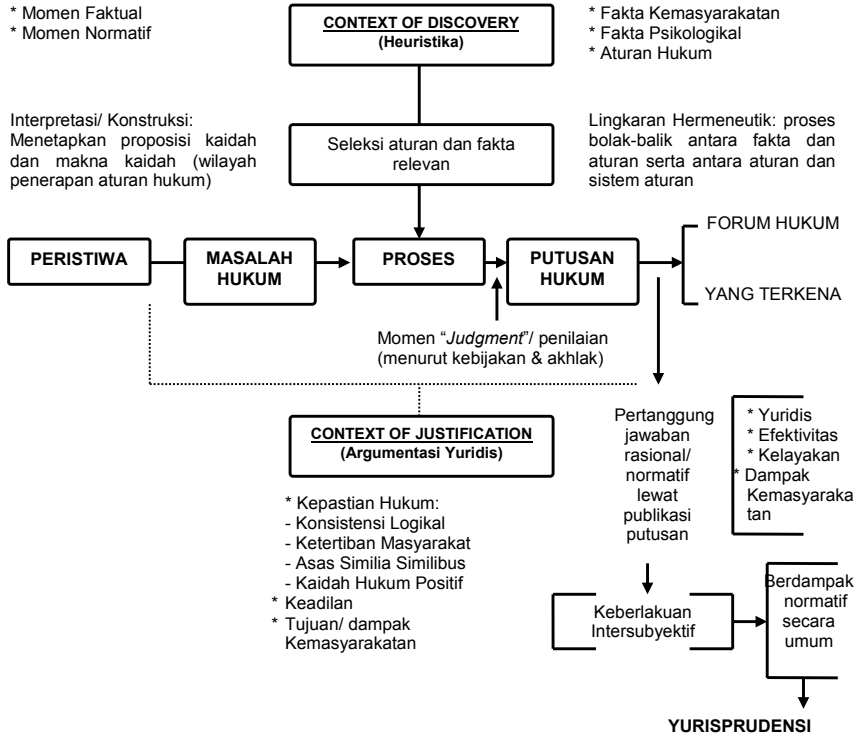 * Momen Faktual
* Momen Normatif
CONTEXT OF DISCOVERY
(Heuristika)
* Fakta Kemasyarakatan
* Fakta Psikologikal
* Aturan Hukum
Interpretasi/ Konstruksi:
Menetapkan proposisi kaidah
dan makna kaidah (wilayah
penerapan aturan hukum)
Seleksi aturan dan fakta
relevan
Lingkaran Hermeneutik: proses
bolak-balik antara fakta dan
aturan serta antara aturan dan
sistem aturan
PERISTIWA
MASALAH
HUKUM
PROSES
PUTUSAN
HUKUM
FORUM HUKUM
YANG TERKENA
Momen “Judgment”/ penilaian
(menurut kebijakan & akhlak)
CONTEXT OF JUSTIFICATION
(Argumentasi Yuridis)
* Kepastian Hukum:
- Konsistensi Logikal
- Ketertiban Masyarakat
- Asas Similia Similibus
- Kaidah Hukum Positif
* Keadilan
* Tujuan/ dampak
Kemasyarakatan
Pertanggung
jawaban
rasional/
normatif
lewat
publikasi
putusan
* Yuridis
* Efektivitas
* Kelayakan
* Dampak
Kemasyaraka
tan
Keberlakuan
Intersubyektif
Berdampak
normatif
secara
umum
YURISPRUDENSI